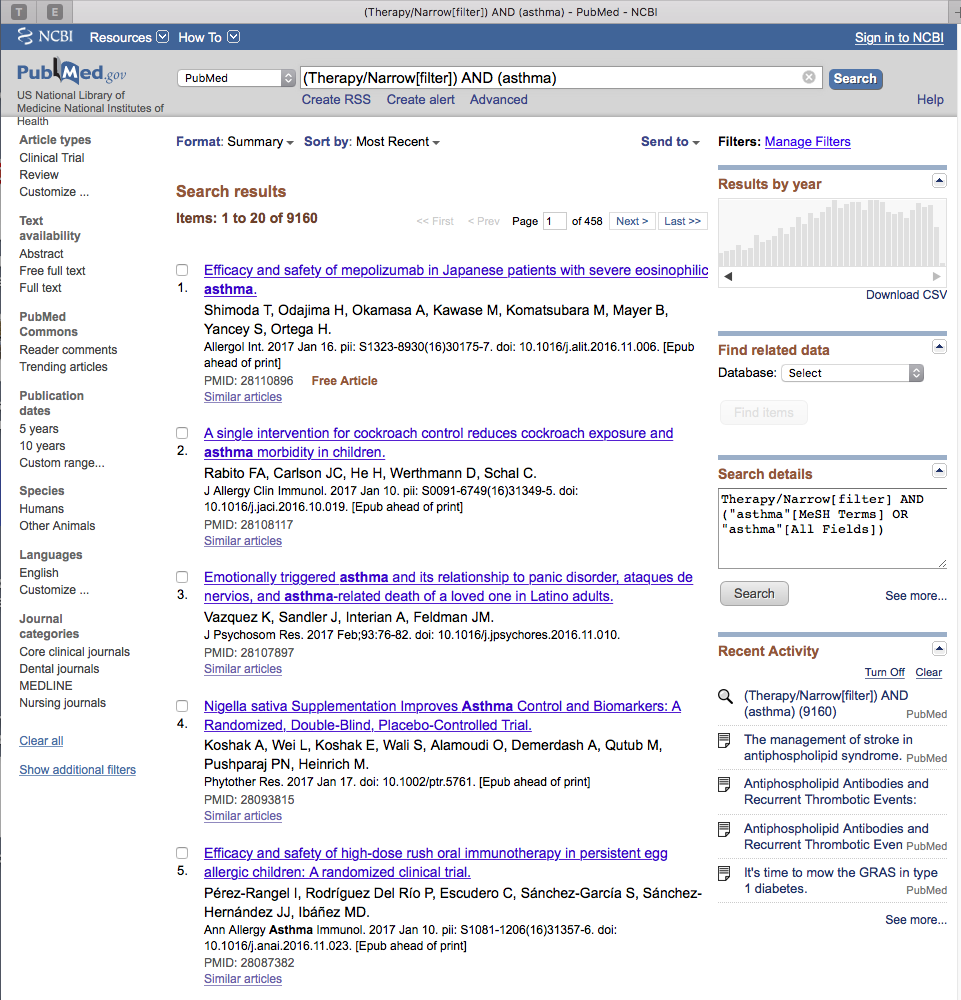 T
E
(Therapy/Narrow[filter]) AND (asthma) - PubMed - NCBI
NCBI Resources How To Sign in to NCBI
PubMed.gov
US National Library of
Medicine National Institutes of
Health
PubMed (Therapy/Narrow[filter]) AND (asthma) Search
Create RSS Create alert Advanced Help
Article types
Clinical Trial
Review
Customize ...
Text
availability
Abstract
Free full text
Full text
PubMed
Commons
Reader comments
Trending articles
Publication
dates
5 years
10 years
Custom range...
Species
Humans
Other Animals
Languages
English
Customize ...
Journal
categories
Core clinical journals
Dental journals
MEDLINE
Nursing journals
Clear all
Show additional filters
Format: Summary Sort by: Most Recent Send to
Search results
Items: 1 to 20 of 9160
<< First < Prev Page 1 of 458 Next > Last >>
Efficacy and safety of mepolizumab in Japanese patients with severe eosinophilic
1. asthma.
Shimoda T, Odajima H, Okamasa A, Kawase M, Komatsubara M, Mayer B,
Yancey S, Ortega H.
Allergol Int. 2017 Jan 16. pii: S1323-8930(16)30175-7. doi: 10.1016/j.alit.2016.11.006. [Epub
ahead of print]
PMID: 28110896 Free Article
Similar articles
A single intervention for cockroach control reduces cockroach exposure and
2. asthma morbidity in children.
Rabito FA, Carlson JC, He H, Werthmann D, Schal C.
J Allergy Clin Immunol. 2017 Jan 10. pii: S0091-6749(16)31349-5. doi:
10.1016/j.jaci.2016.10.019. [Epub ahead of print]
PMID: 28108117
Similar articles
Emotionally triggered asthma and its relationship to panic disorder, ataques de
3. nervios, and asthma-related death of a loved one in Latino adults.
Vazquez K, Sandler J, Interian A, Feldman JM.
J Psychosom Res. 2017 Feb;93:76-82. doi: 10.1016/j.jpsychores.2016.11.010.
PMID: 28107897
Similar articles
Nigella sativa Supplementation Improves Asthma Control and Biomarkers: A
4. Randomized, Double-Blind, Placebo-Controlled Trial.
Koshak A, Wei L, Koshak E, Wali S, Alamoudi O, Demerdash A, Qutub M,
Pushparaj PN, Heinrich M.
Phytother Res. 2017 Jan 17. doi: 10.1002/ptr.5761. [Epub ahead of print]
PMID: 28093815
Similar articles
Efficacy and safety of high-dose rush oral immunotherapy in persistent egg
5. allergic children: A randomized clinical trial.
Pérez-Rangel I, Rodríguez Del Río P, Escudero C, Sánchez-García S, Sánchez-
Hernández JJ, Ibáñez MD.
Ann Allergy Asthma Immunol. 2017 Jan 10. pii: S1081-1206(16)31357-6. doi:
10.1016/j.anai.2016.11.023. [Epub ahead of print]
PMID: 28087382
Similar articles
Filters: Manage Filters
Results by year
Download CSV
Find related data
Database: Select
Find items
Search details
Therapy/Narrow[filter] AND
("asthma"[MeSH Terms] OR
"asthma"[All Fields])
Search See more...
Recent Activity
Turn Off Clear
(Therapy/Narrow[filter]) AND
(asthma) (9160) PubMed
The management of stroke in
antiphospholipid syndrome. PubMed
Antiphospholipid Antibodies and
Recurrent Thrombotic Events:
Antiphospholipid Antibodies and
Recurrent Thrombotic Even PubMed
It's time to mow the GRAS in type
1 diabetes. PubMed
See more...